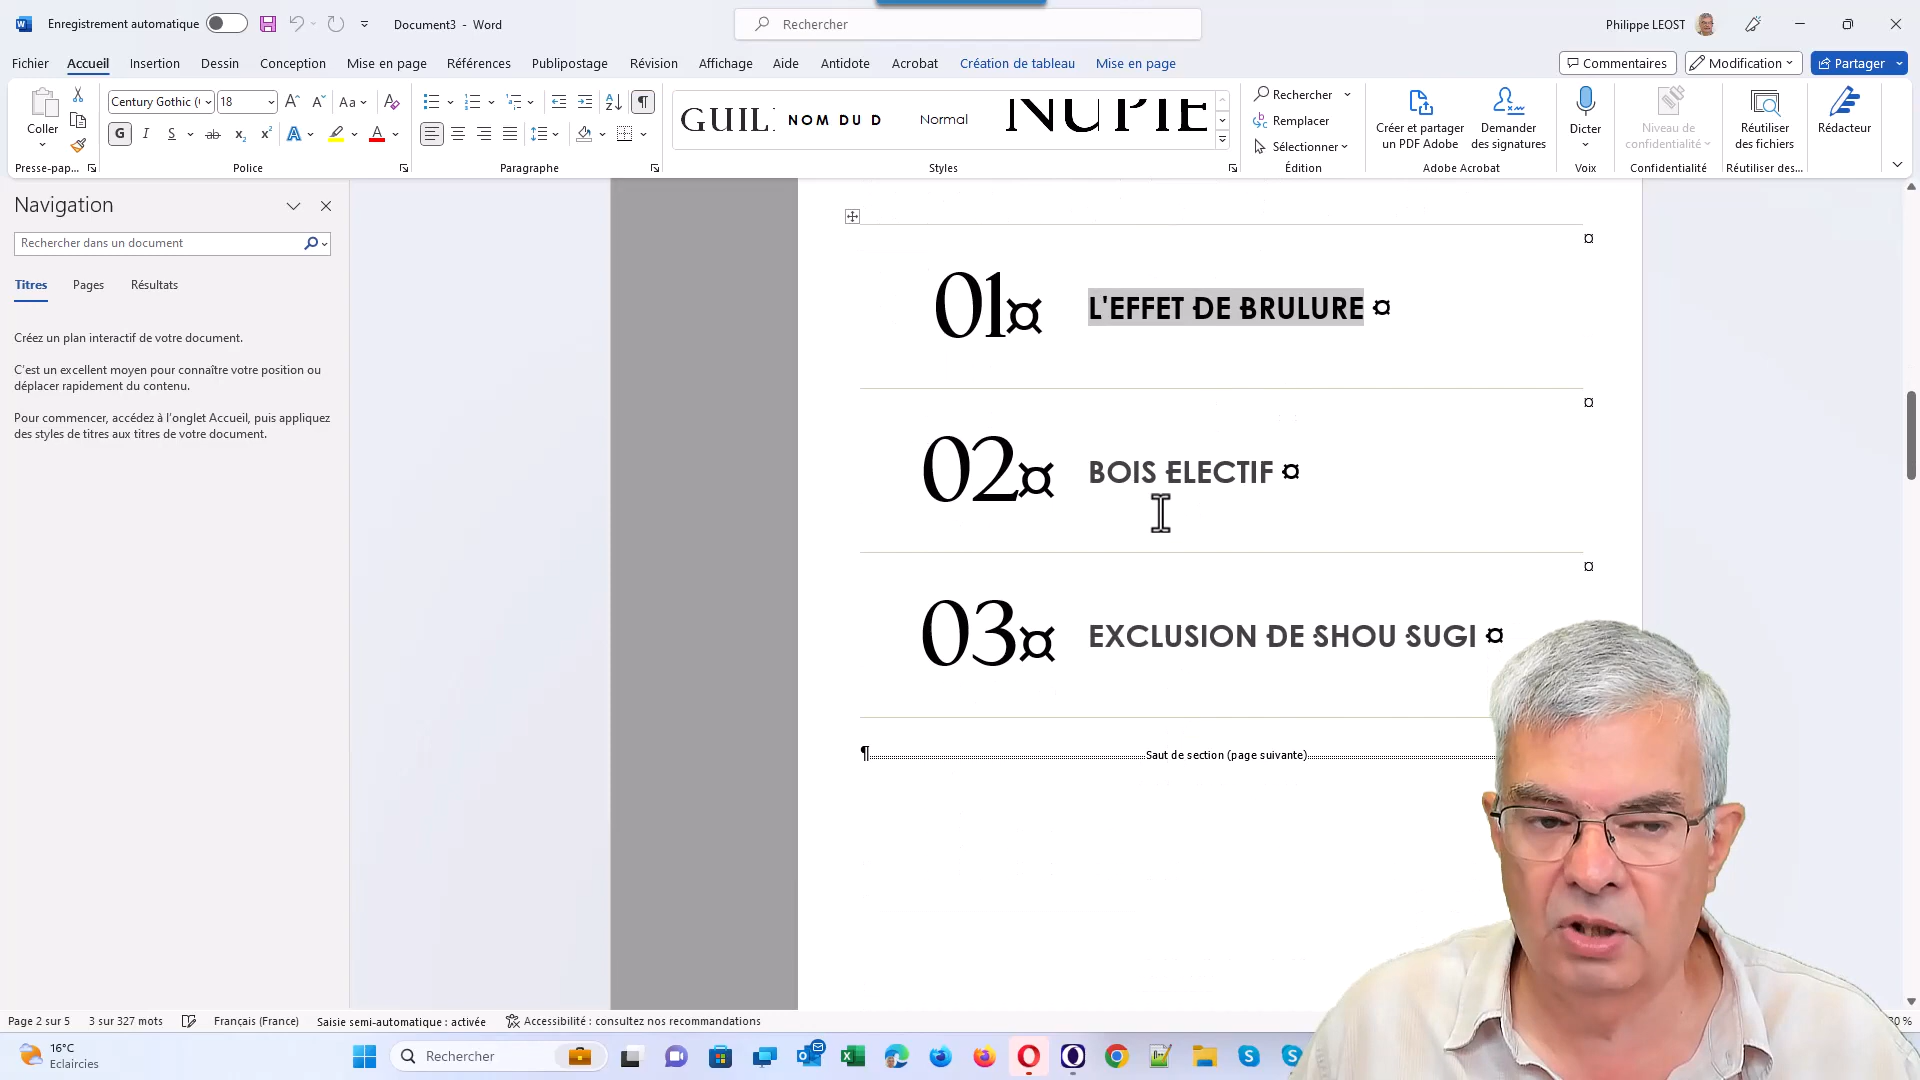 Enregistrement automatique
Document3 - Word
Rechercher
Philippe LEOST
Fichier Accueil Insertion Dessin Conception Mise en page Références Publipostage Révision Affichage Aide Antidote Acrobat Création de tableau Mise en page
Commentaires
Modification
Partager
Coller
Presse-pap...
Century Gothic (
18
Aa
G I S ab x₂ x² A A
Police
Paragraphe
GUIL
NOM DU D
Normal
NUPIE
Styles
Rechercher
Remplacer
Sélectionner
Édition
Créer et partager
un PDF Adobe
Demander
des signatures
Adobe Acrobat
Dicter
Voix
Niveau de
confidentialité
Confidentialité
Réutiliser
des fichiers
Réutiliser des...
Rédacteur
Navigation
Rechercher dans un document
Titres Pages Résultats
Créez un plan interactif de votre document.
C'est un excellent moyen pour connaître votre position ou
déplacer rapidement du contenu.
Pour commencer, accédez à l'onglet Accueil, puis appliquez
des styles de titres aux titres de votre document.
¤
01¤ L'EFFET DE BRULURE ¤
¤
02¤ BOIS ELECTIF ¤
¤
03¤ EXCLUSION DE SHOU SUGI ¤
¶ Saut de section (page suivante)
Page 2 sur 5
3 sur 327 mots
Français (France)
Saisie semi-automatique : activée
Accessibilité : consultez nos recommandations
16°C
Eclaircies
Rechercher